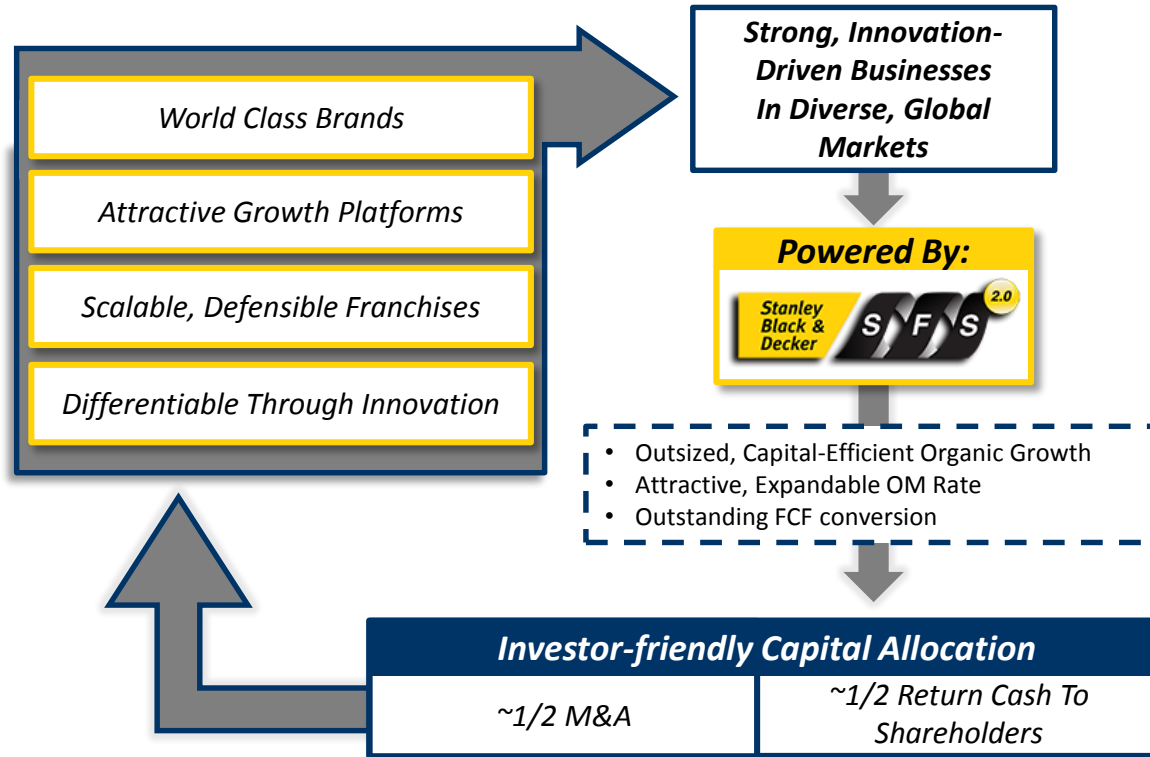 World Class Brands
Attractive Growth Platforms
Scalable, Defensible Franchises
Differentiable Through Innovation
Strong, Innovation-
Driven Businesses
In Diverse, Global
Markets
Powered By:
Stanley
Black &
Decker
S F S
2.0
• Outsized, Capital-Efficient Organic Growth
• Attractive, Expandable OM Rate
• Outstanding FCF conversion
Investor-friendly Capital Allocation
~1/2 M&A
~1/2 Return Cash To
Shareholders